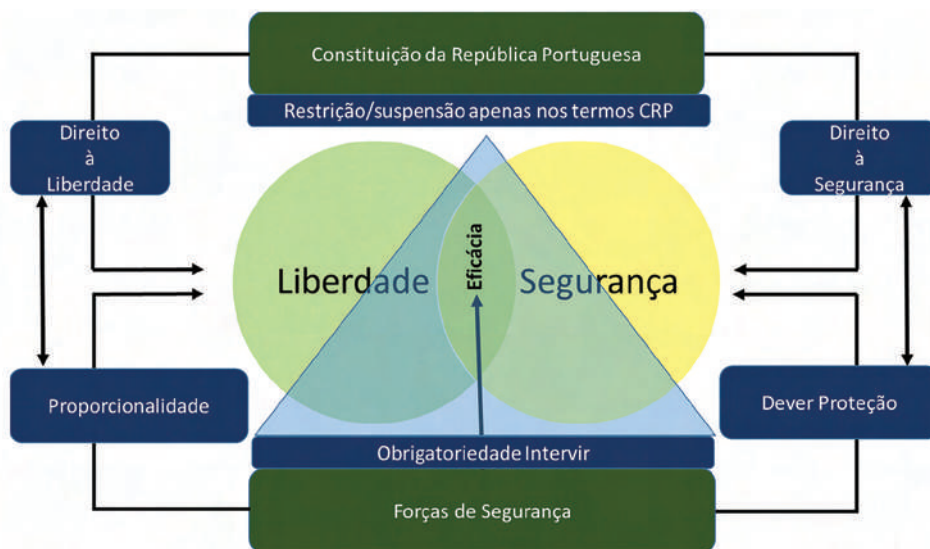 Constituição da República Portuguesa
Restrição/suspensão apenas nos termos CRP
Direito
à
Liberdade
Direito
à
Segurança
Liberdade
Eficácia
Segurança
Proporcionalidade
Dever Proteção
Obrigatoriedade Intervir
Forças de Segurança